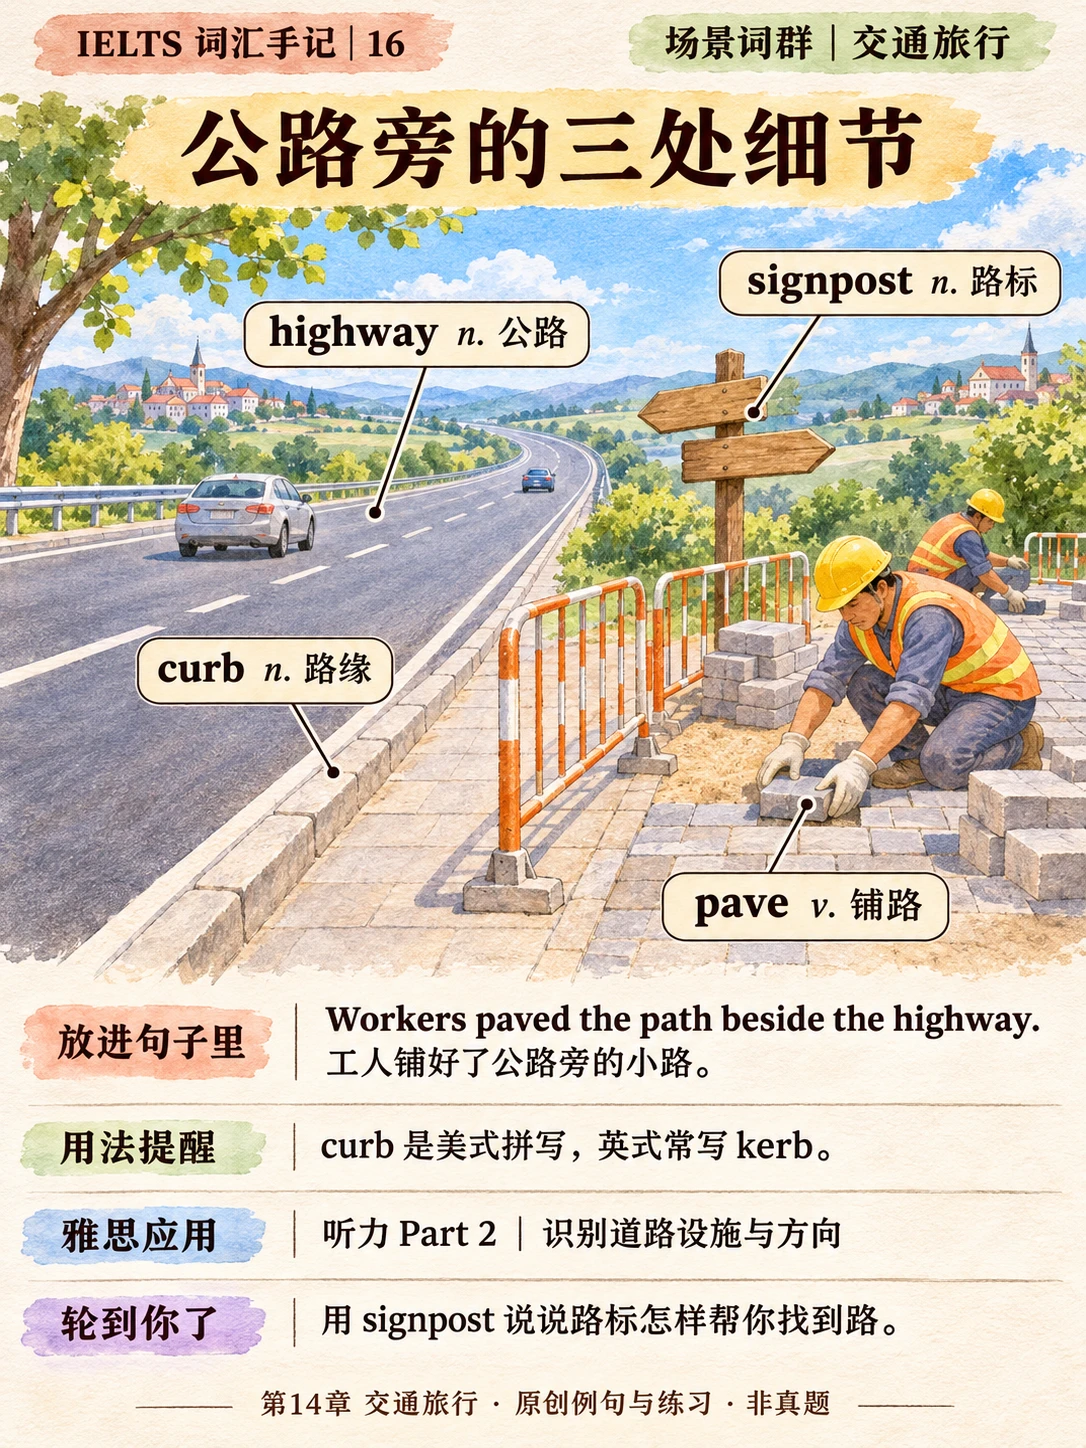 IELTS 词汇手记 | 16
场景词群 | 交通旅行
公路旁的三处细节
signpost n. 路标
highway n. 公路
curb n. 路缘
pave v. 铺路
放进句子里
Workers paved the path beside the highway.
工人铺好了公路旁的小路。
用法提醒
curb 是美式拼写，英式常写 kerb。
雅思应用
听力 Part 2 | 识别道路设施与方向
轮到你了
用 signpost 说说路标怎样帮你找到路。
第14章 交通旅行 · 原创例句与练习 · 非真题